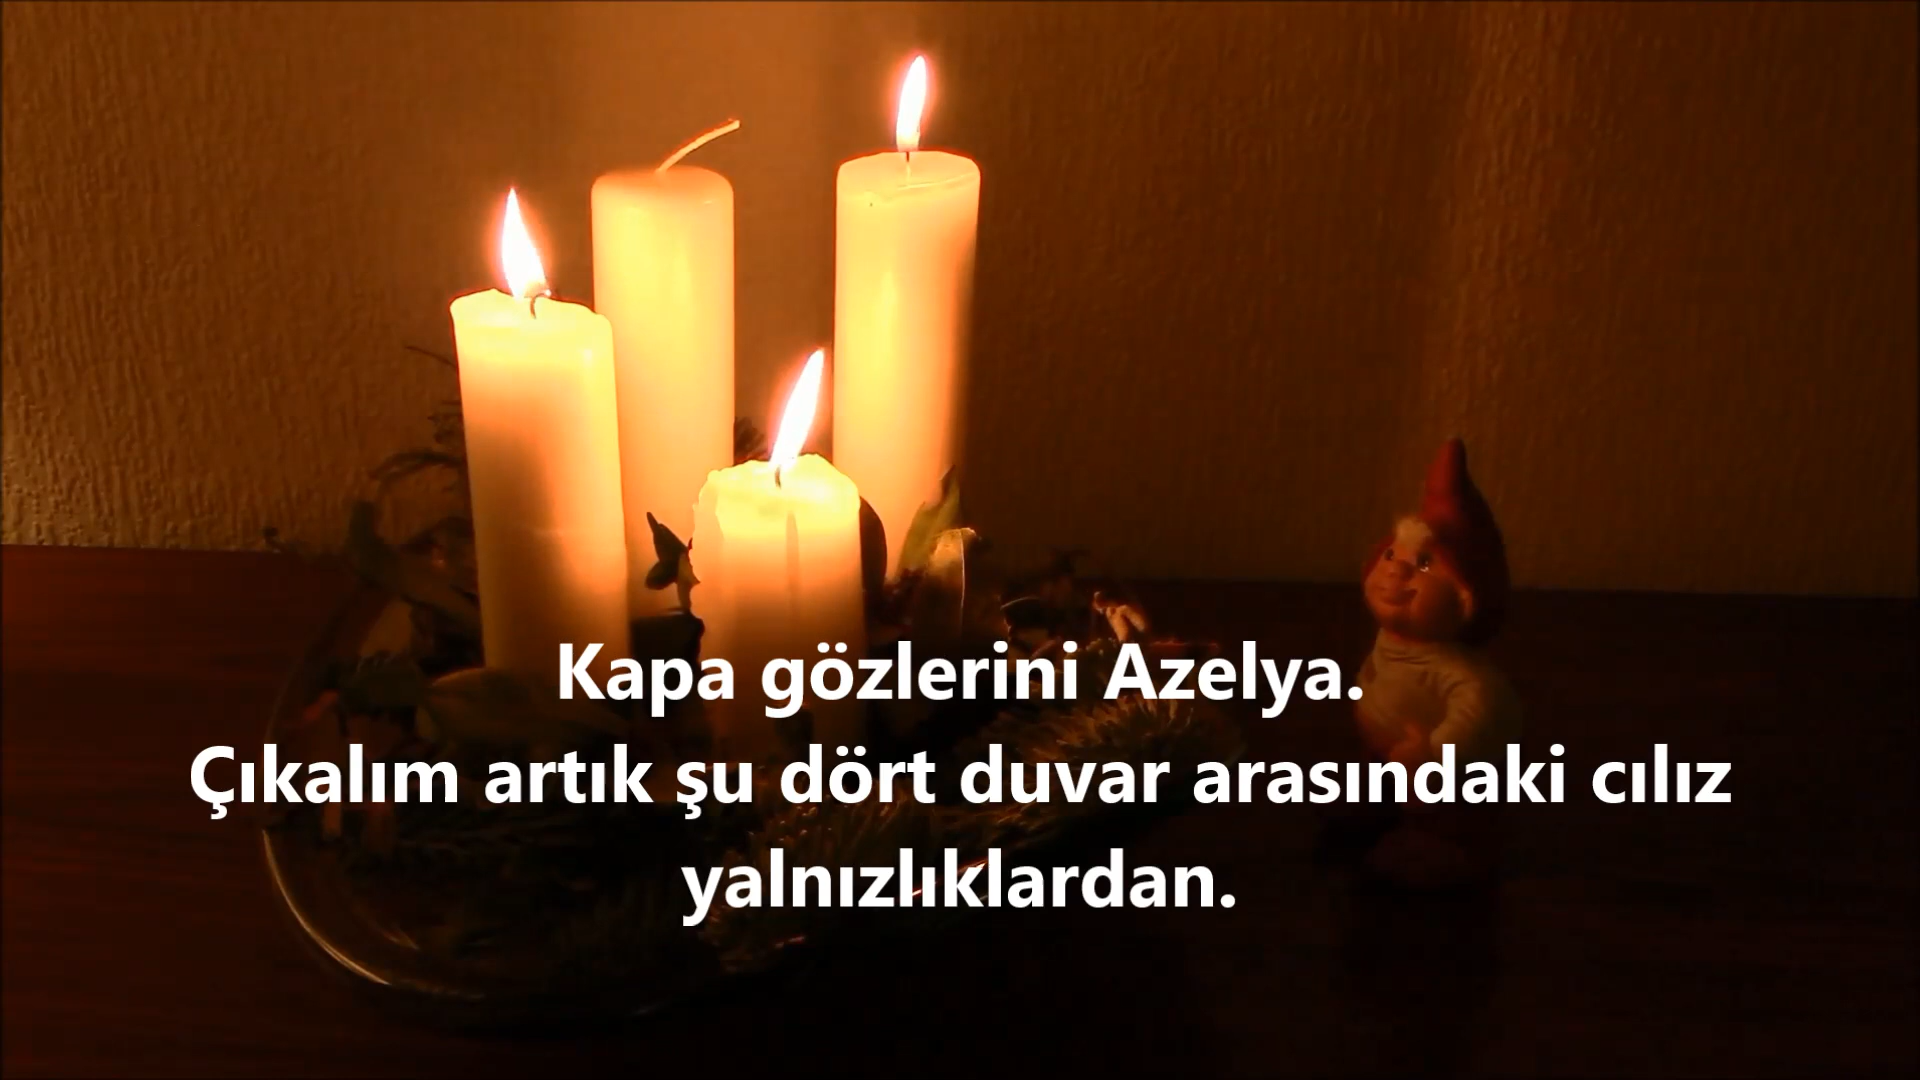 Kapa gözlerini Azelya.
Çıkalım artık şu dört duvar arasındaki cılız
yalnızlıklardan.